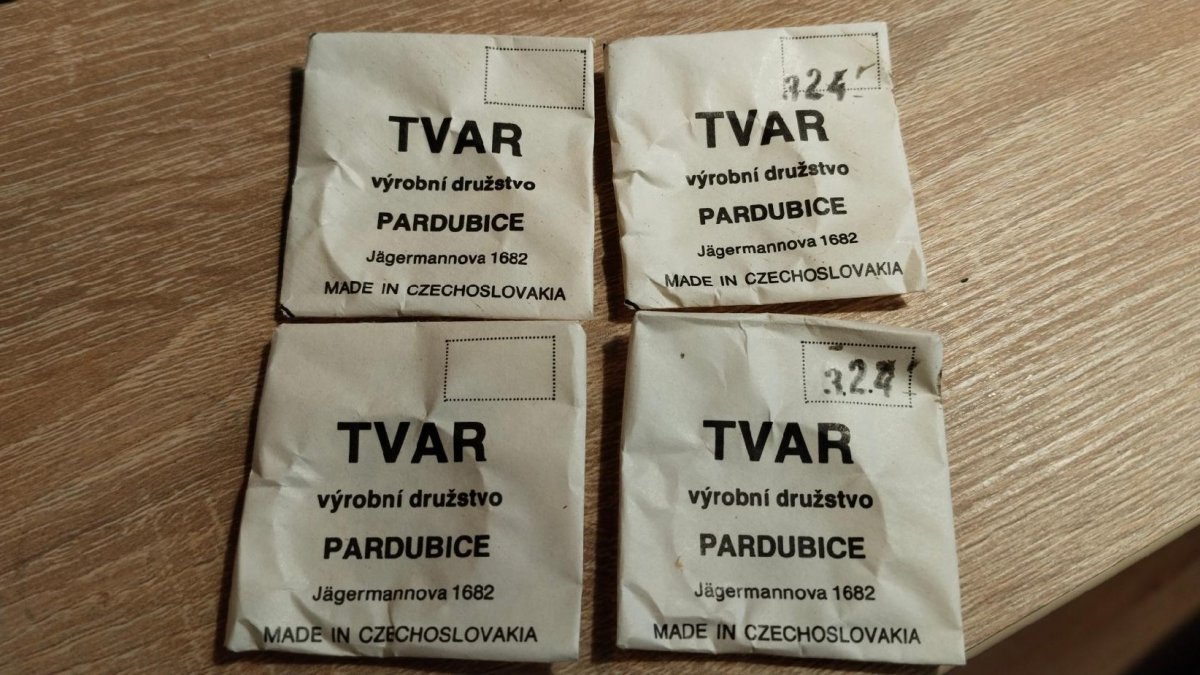 TVAR
výrobní družstvo
PARDUBICE
Jägermannova 1682
MADE IN CZECHOSLOVAKIA
324
TVAR
výrobní družstvo
PARDUBICE
Jägermannova 1682
MADE IN CZECHOSLOVAKIA
TVAR
výrobní družstvo
PARDUBICE
Jägermannova 1682
MADE IN CZECHOSLOVAKIA
TVAR
výrobní družstvo
PARDUBICE
Jägermannova 1682
MADE IN CZECHOSLOVAKIA